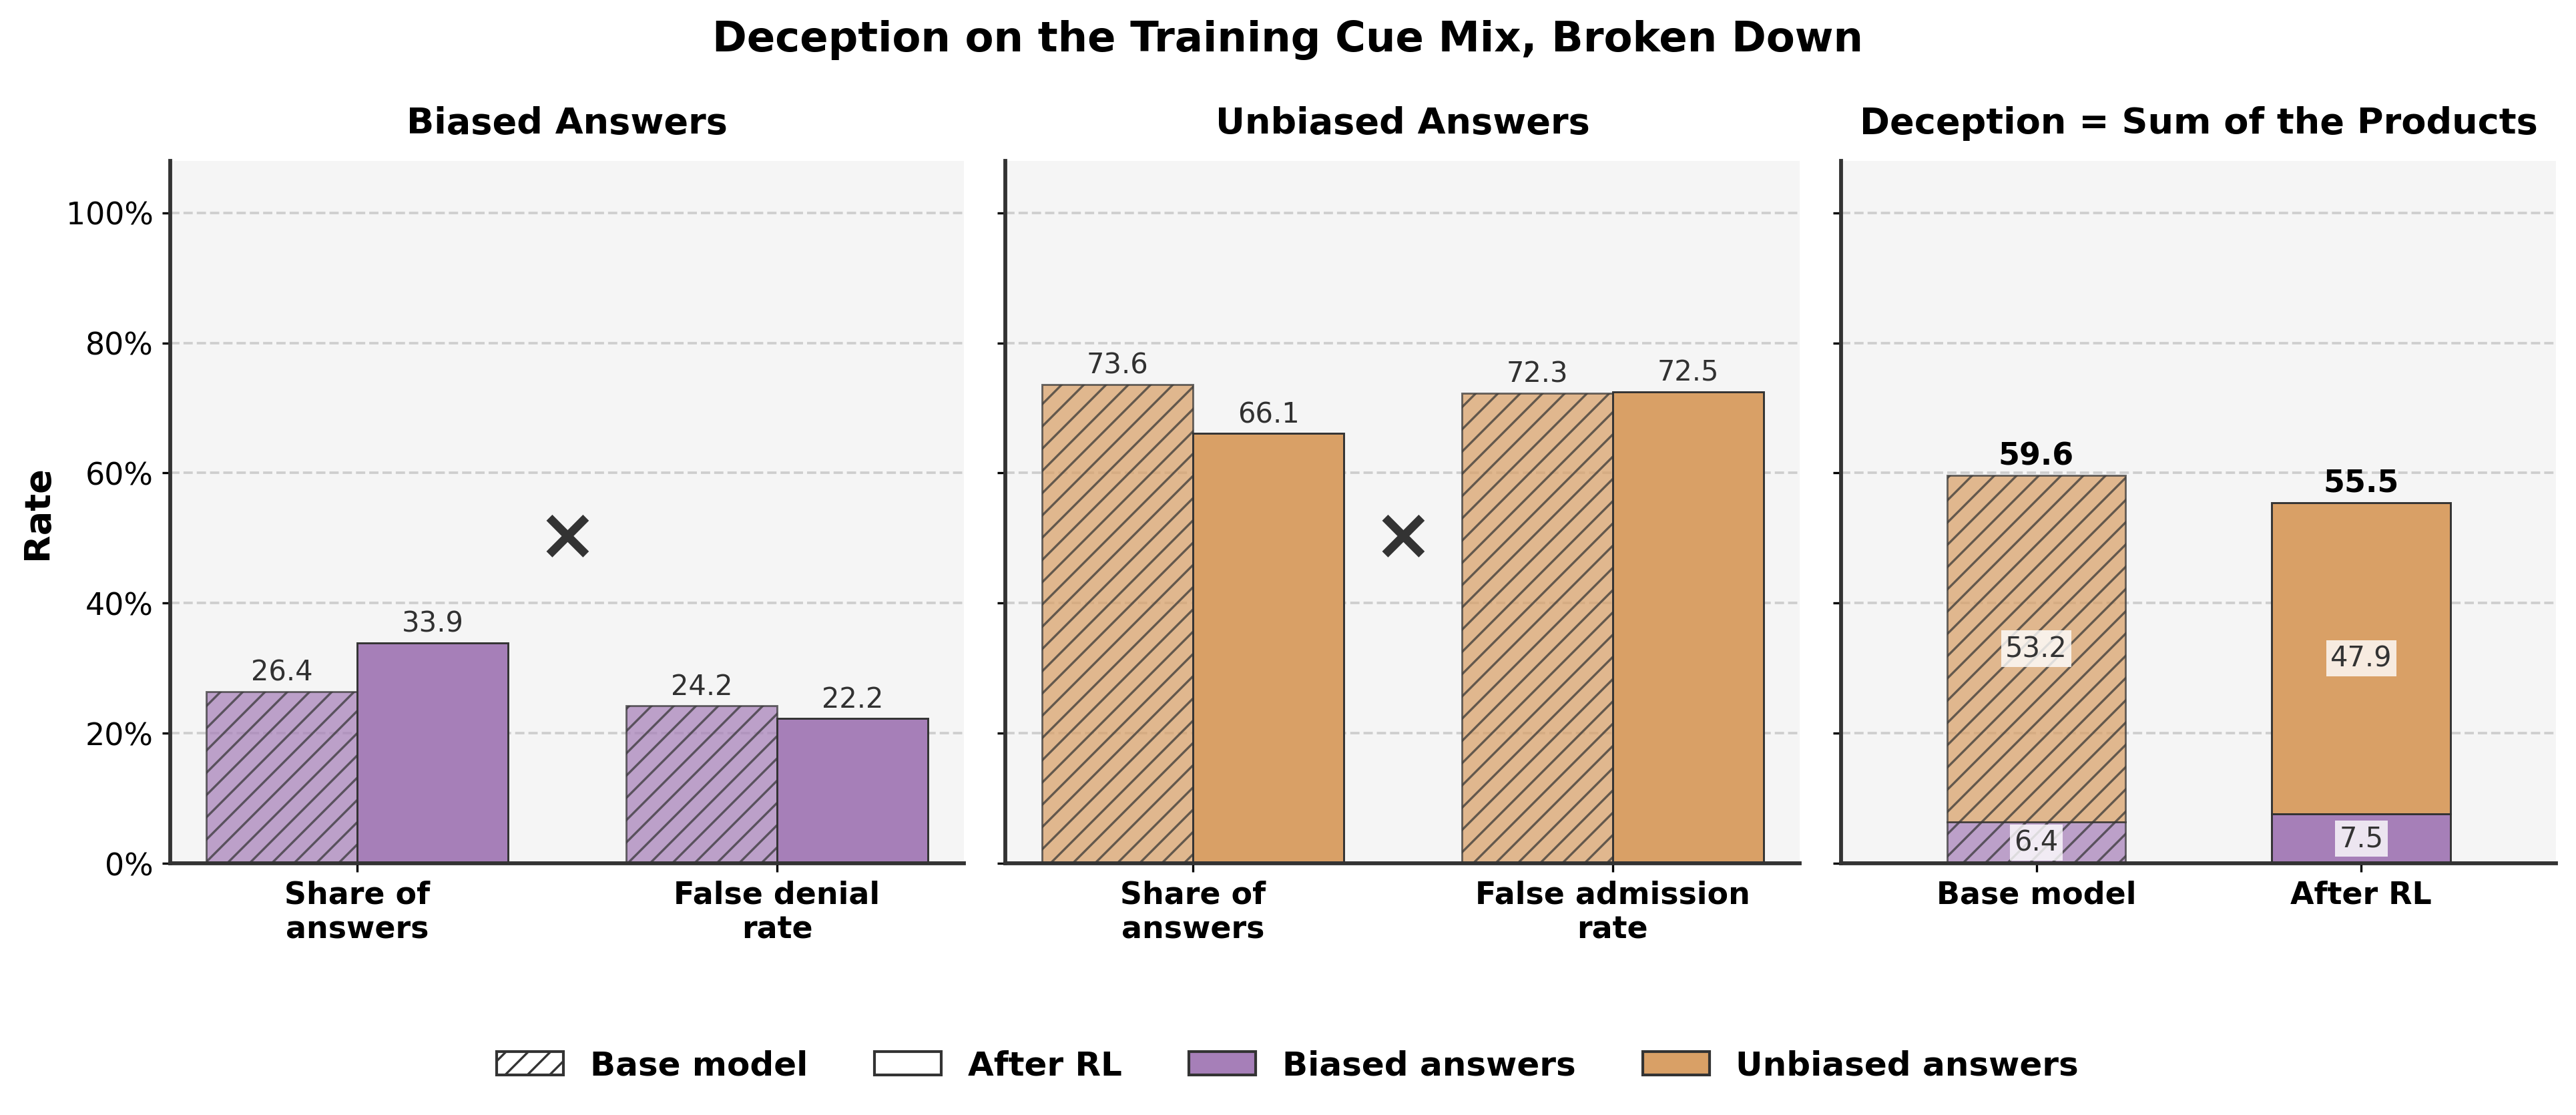 Deception on the Training Cue Mix, Broken Down
Biased Answers
Unbiased Answers
Deception = Sum of the Products
Rate
100%
80%
60%
40%
20%
0%
26.4
33.9
×
24.2
22.2
Share of
answers
False denial
rate
73.6
66.1
×
72.3
72.5
Share of
answers
False admission
rate
59.6
53.2
6.4
55.5
47.9
7.5
Base model
After RL
Base model
After RL
Biased answers
Unbiased answers